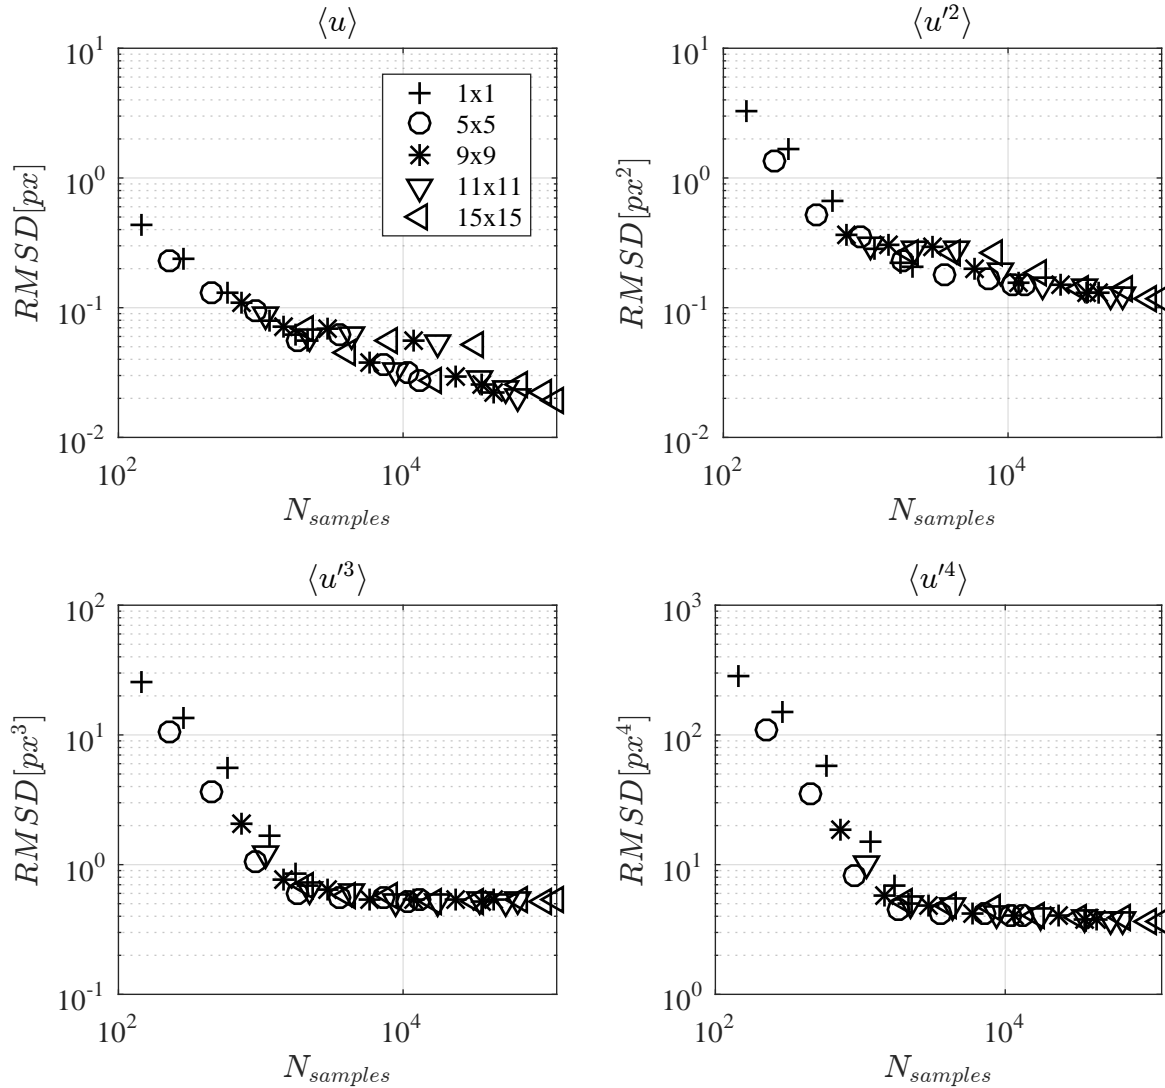 ⟨u⟩
10^1
10^0
10^-1
10^-2
RMSD[px]
1x1
5x5
9x9
11x11
15x15
10^2
10^4
N_samples
⟨u′^2⟩
10^1
10^0
10^-1
10^-2
RMSD[px^2]
10^2
10^4
N_samples
⟨u′^3⟩
10^2
10^1
10^0
10^-1
RMSD[px^3]
10^2
10^4
N_samples
⟨u′^4⟩
10^3
10^2
10^1
10^0
RMSD[px^4]
10^2
10^4
N_samples